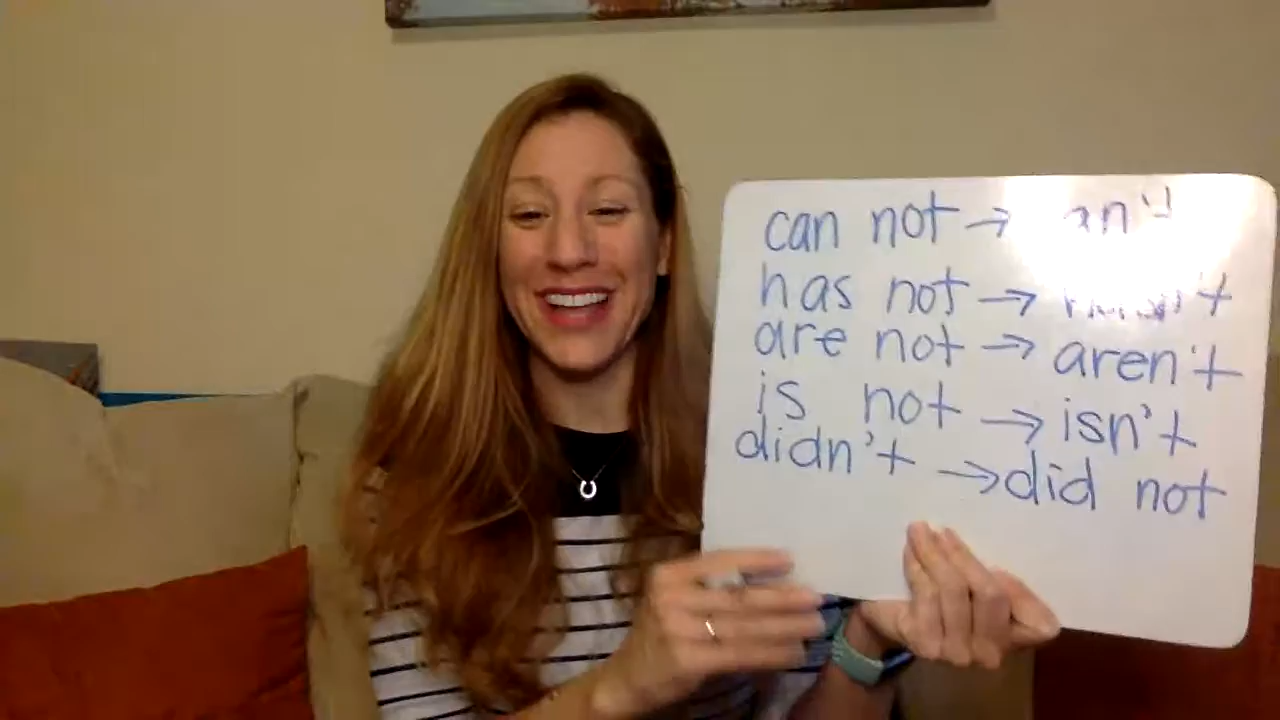 can not →
has not →
are not → aren't
is not → isn't
didn't → did not